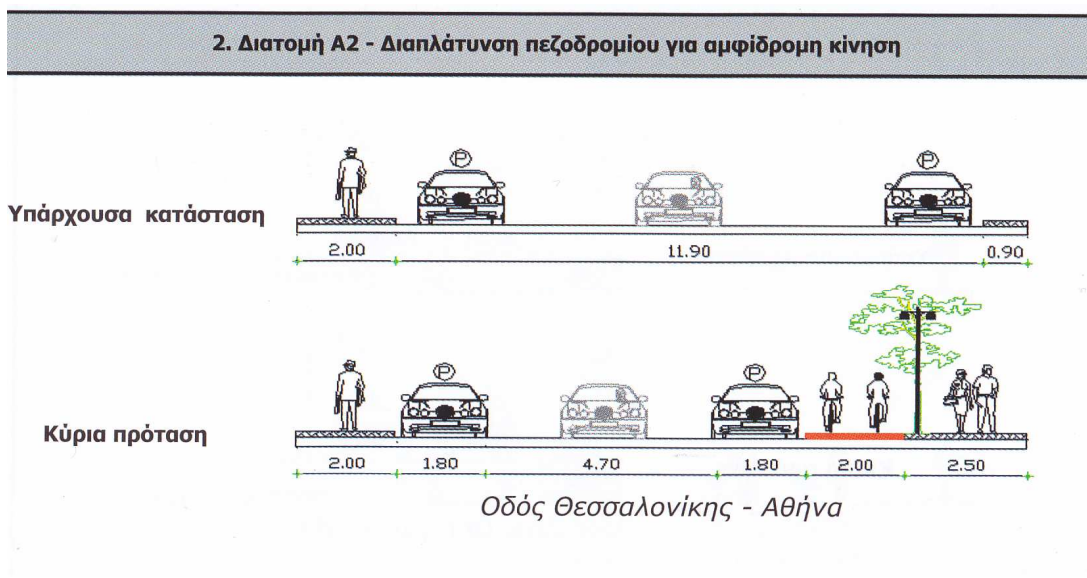 2. Διατομή Α2 - Διαπλάτυνση πεζοδρομίου για αμφίδρομη κίνηση
P P
Υπάρχουσα κατάσταση
2.00 11.90 0.90
P P
Κύρια πρόταση
2.00 1.80 4.70 1.80 2.00 2.50
Οδός Θεσσαλονίκης - Αθήνα